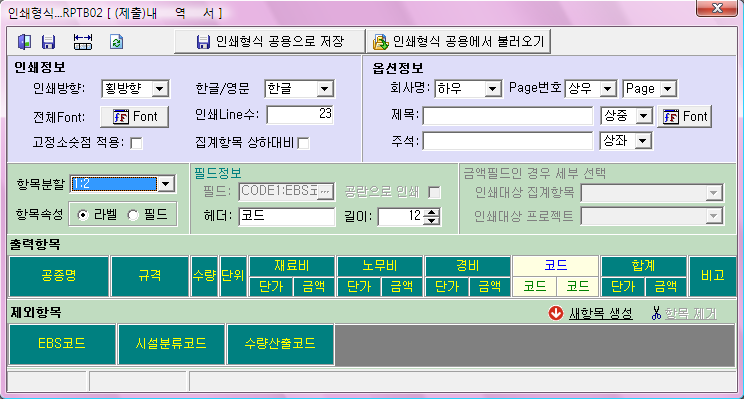 인쇄형식...RPTB02 [ (제출)내 역 서 ]
인쇄형식 공용으로 저장 인쇄형식 공용에서 불러오기
인쇄정보
인쇄방향: 횡방향 한글/영문 한글
전체Font: Font 인쇄Line수: 23
고정소숫점 적용: 집계항목 상하대비
옵션정보
회사명: 하우 Page번호 상우 Page
제목: 상중 Font
주석: 상좌
항목분할 1:2
항목속성 라벨 필드
필드정보
필드: CODE1:EBS코 ... 공란으로 인쇄
헤더: 코드 길이: 12
금액필드인 경우 세부 선택
인쇄대상 집계항목
인쇄대상 프로젝트
출력항목
공종명 규격 수량 단위 재료비 노무비 경비 코드 합계 비고
단가 금액 단가 금액 단가 금액 코드 코드 단가 금액
제외항목 새항목 생성 항목 제거
EBS코드 시설분류코드 수량산출코드